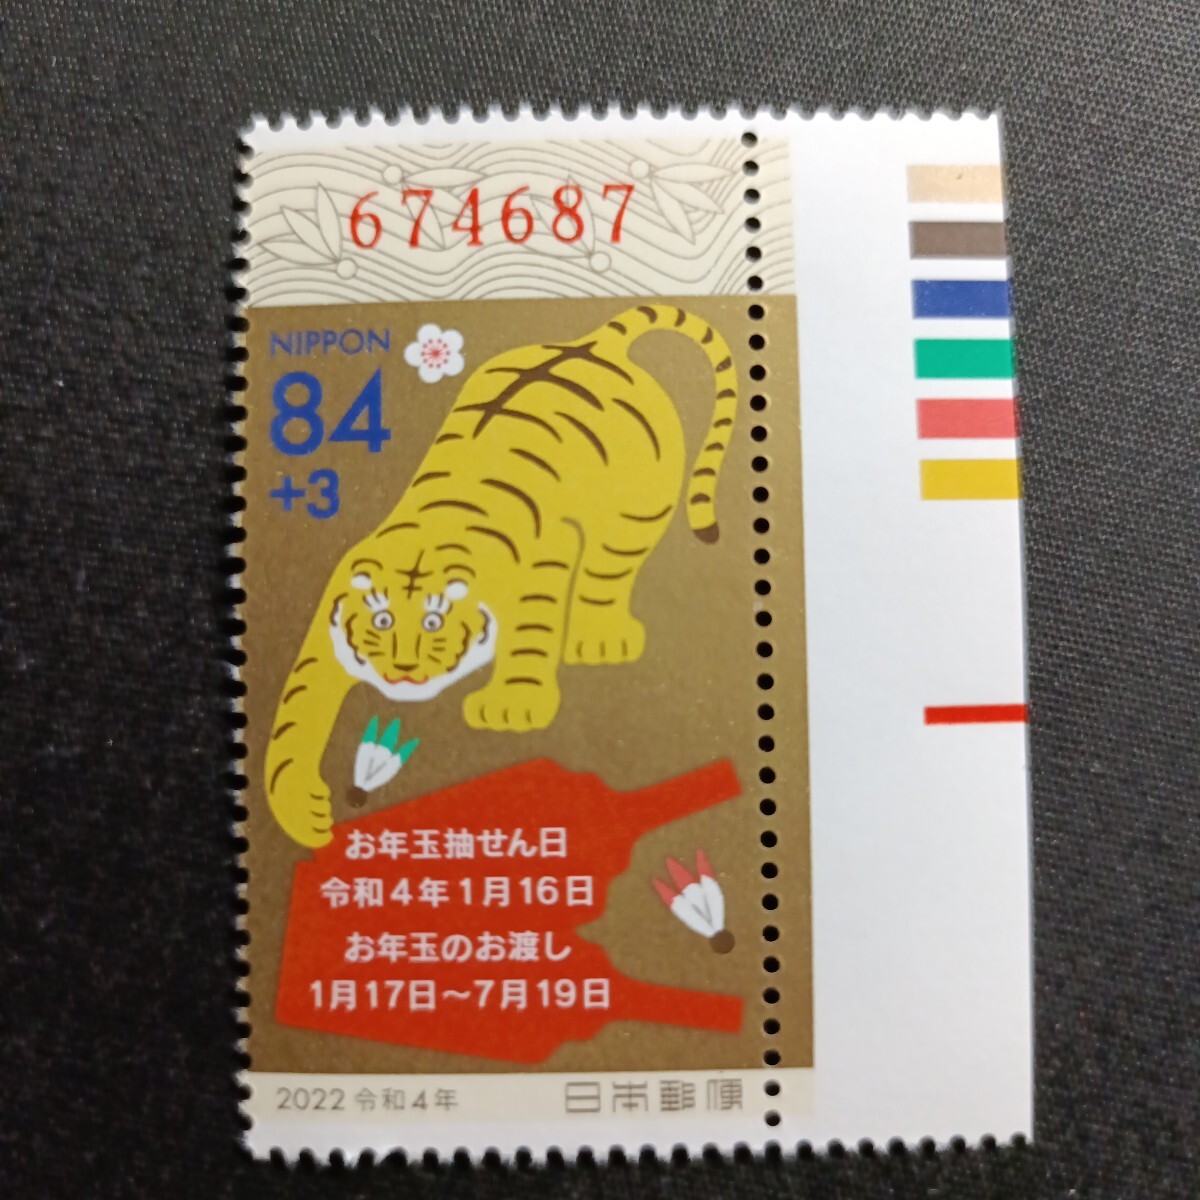 674687
NIPPON
84
+3
お年玉抽せん日
令和4年1月16日
お年玉のお渡し
1月17日～7月19日
2022 令和4年
日本郵便